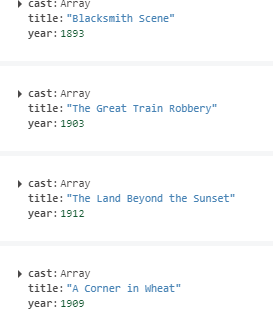 cast: Array
title: "Blacksmith Scene"
year: 1893
cast: Array
title: "The Great Train Robbery"
year: 1903
cast: Array
title: "The Land Beyond the Sunset"
year: 1912
cast: Array
title: "A Corner in Wheat"
year: 1909